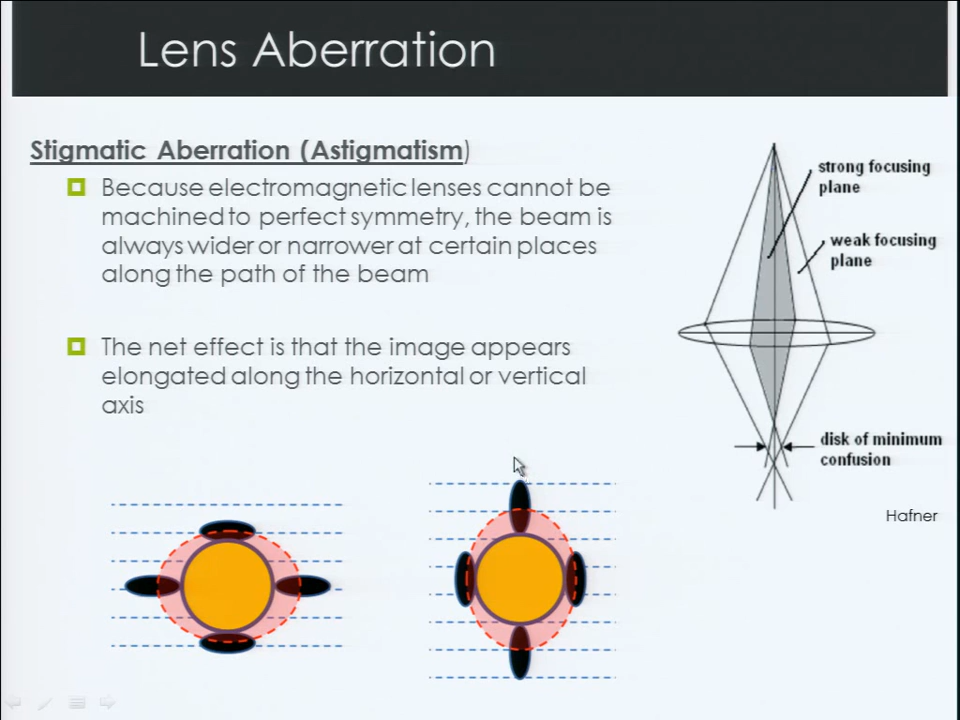 Lens Aberration
Stigmatic Aberration (Astigmatism)
Because electromagnetic lenses cannot be
machined to perfect symmetry, the beam is
always wider or narrower at certain places
along the path of the beam
The net effect is that the image appears
elongated along the horizontal or vertical
axis
strong focusing
plane
weak focusing
plane
disk of minimum
confusion
Hafner